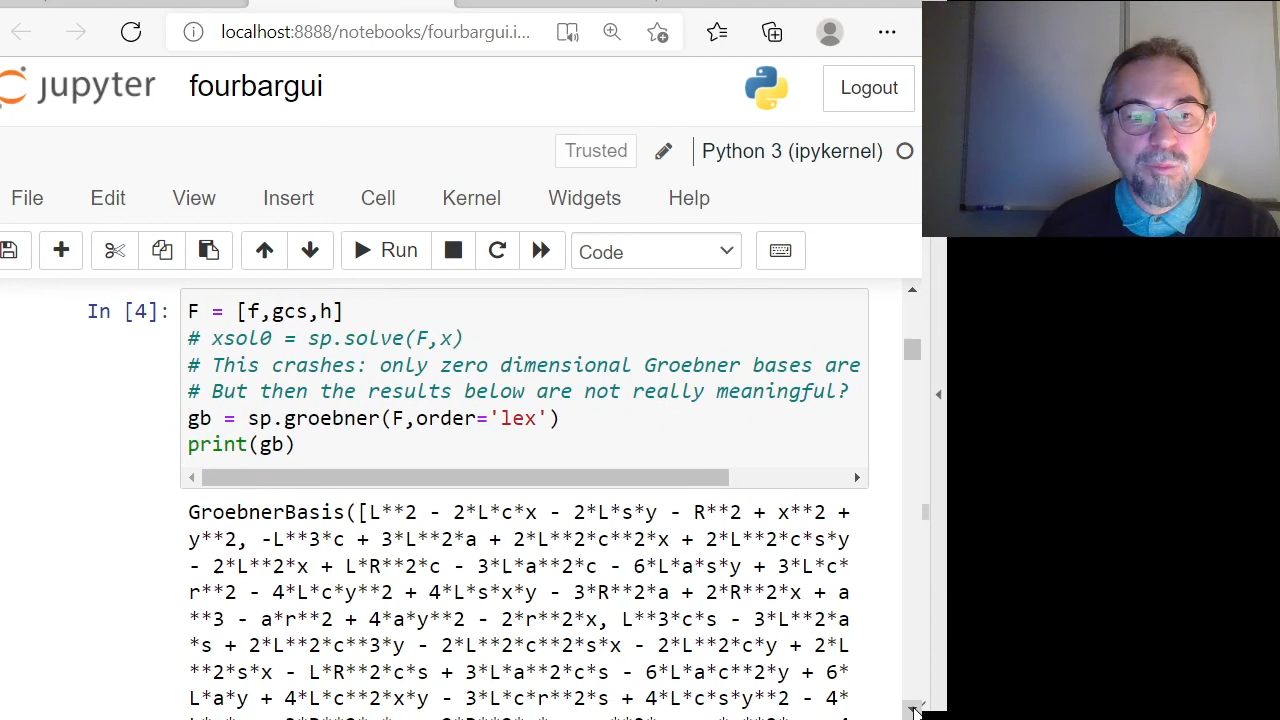 localhost:8888/notebooks/fourbargui.i...
jupyter fourbargui
Logout
Trusted Python 3 (ipykernel)
File Edit View Insert Cell Kernel Widgets Help
Run Code
In [4]: F = [f,gcs,h]
# xsol0 = sp.solve(F,x)
# This crashes: only zero dimensional Groebner bases are
# But then the results below are not really meaningful?
gb = sp.groebner(F,order='lex')
print(gb)
GroebnerBasis([L**2 - 2*L*c*x - 2*L*s*y - R**2 + x**2 +
y**2, -L**3*c + 3*L**2*a + 2*L**2*c**2*x + 2*L**2*c*s*y
- 2*L**2*x + L*R**2*c - 3*L*a**2*c - 6*L*a*s*y + 3*L*c*
r**2 - 4*L*c*y**2 + 4*L*s*x*y - 3*R**2*a + 2*R**2*x + a
**3 - a*r**2 + 4*a*y**2 - 2*r**2*x, L**3*c*s - 3*L**2*a
*s + 2*L**2*c**3*y - 2*L**2*c**2*s*x - 2*L**2*c*y + 2*L
**2*s*x - L*R**2*c*s + 3*L*a**2*c*s - 6*L*a*c**2*y + 6*
L*a*y + 4*L*c**2*x*y - 3*L*c*r**2*s + 4*L*c*s*y**2 - 4*